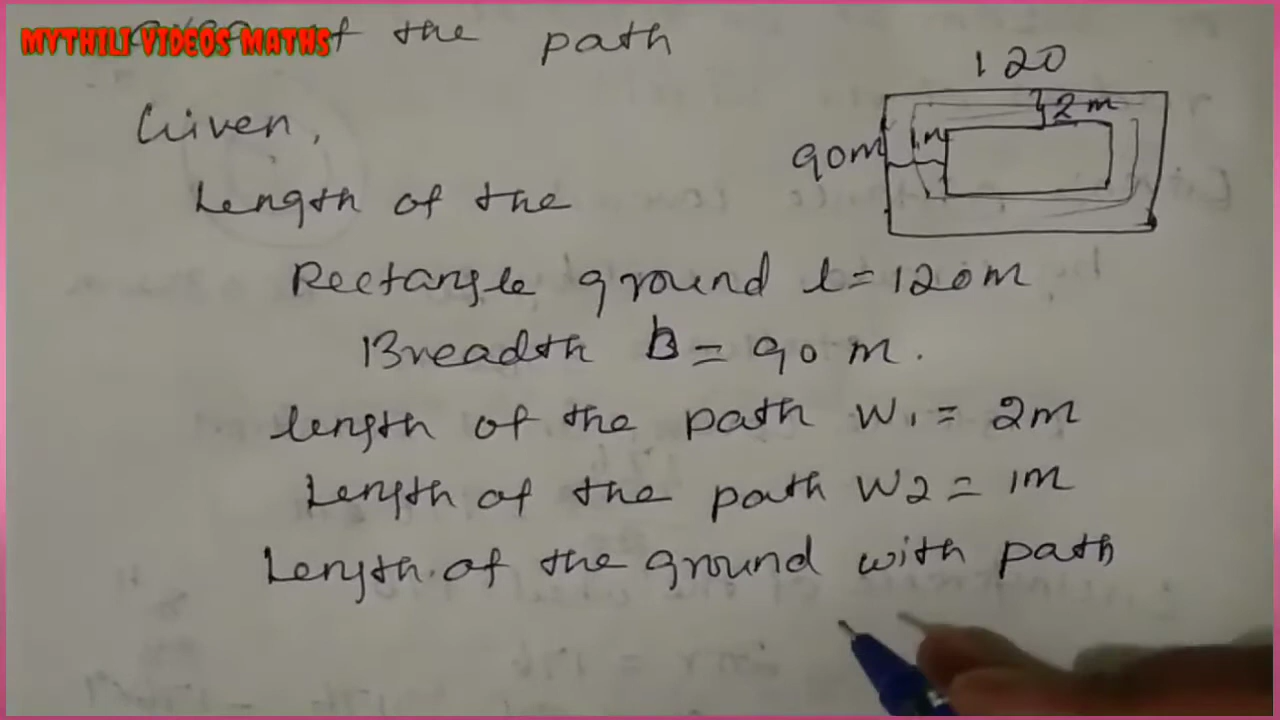 MYTHILI VIDEOS MATHS
of the path
120
Given,
2m
90m
1m
Length of the
Rectangle ground l = 120m
Breadth B = 90 m.
length of the path W1 = 2m
Length of the path W2 = 1m
Length of the ground with path